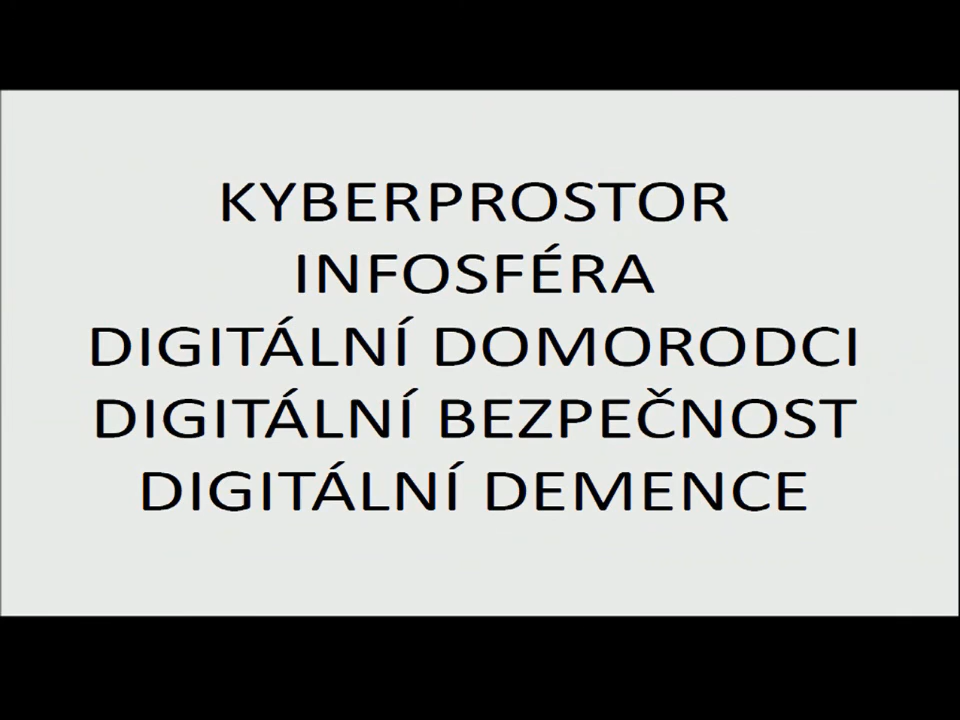 KYBERPROSTOR
INFOSFÉRA
DIGITÁLNÍ DOMORODCI
DIGITÁLNÍ BEZPEČNOST
DIGITÁLNÍ DEMENCE